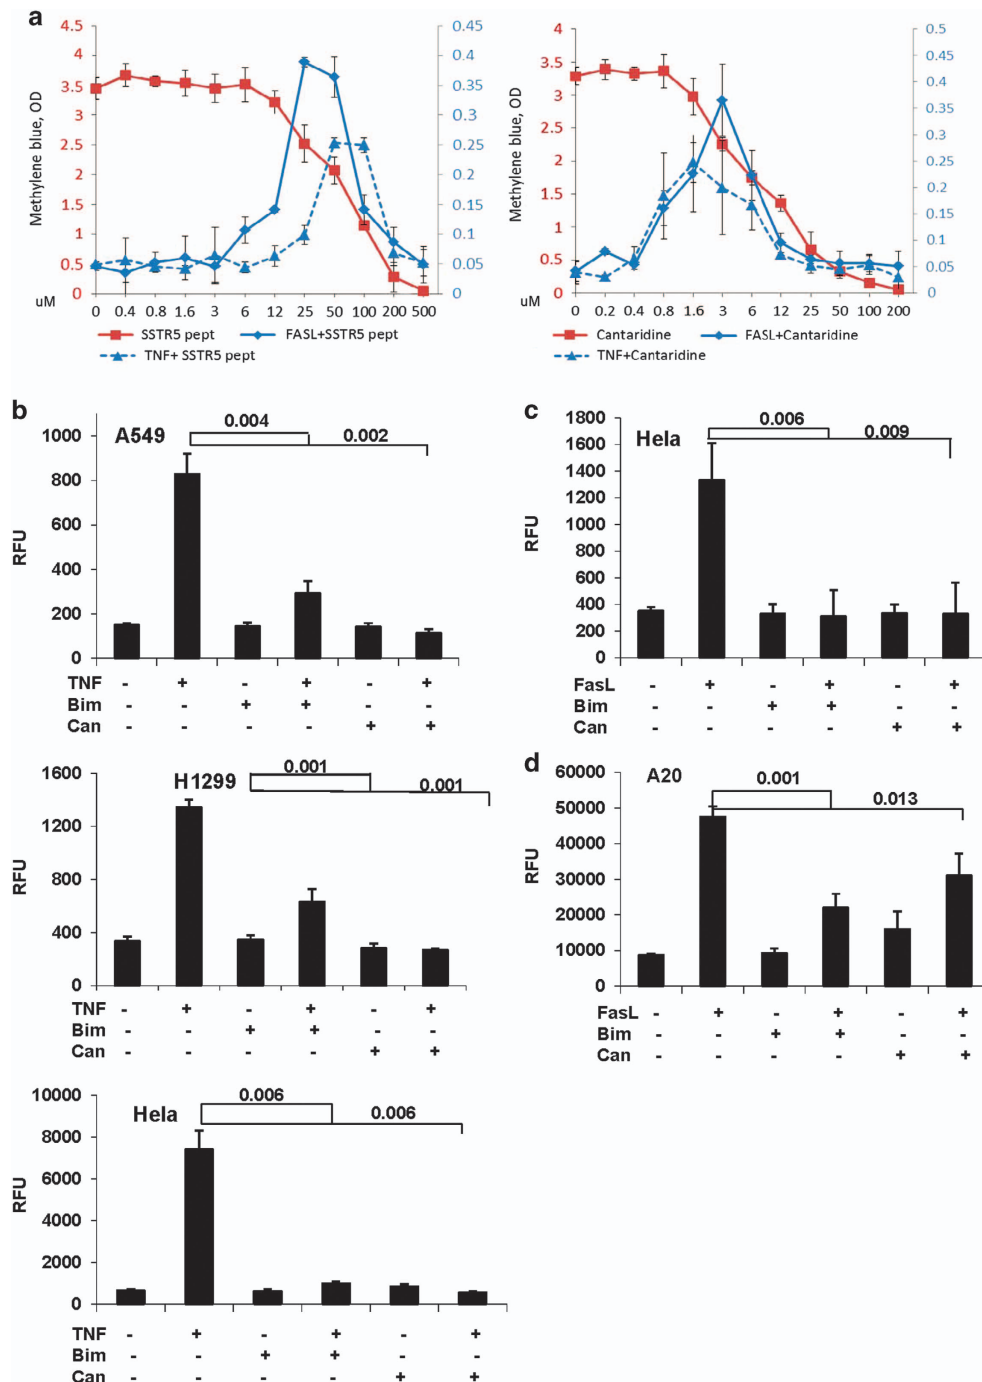 a
4.5
4
3.5
3
2.5
2
1.5
1
0.5
0
Methylene blue, OD
0.45
0.4
0.35
0.3
0.25
0.2
0.15
0.1
0.05
0
uM
0 0.4 0.8 1.6 3 6 12 25 50 100 200 500
SSTR5 pept FASL+SSTR5 pept
TNF+ SSTR5 pept
4
3.5
3
2.5
2
1.5
1
0.5
0
Methylene blue, OD
0.5
0.45
0.4
0.35
0.3
0.25
0.2
0.15
0.1
0.05
0
uM
0 0.2 0.4 0.8 1.6 3 6 12 25 50 100 200
Cantaridine FASL+Cantaridine
TNF+Cantaridine
b
A549
0.004
0.002
1000
800
600
400
200
0
RFU
TNF - + - + - +
Bim - - + + - -
Can - - - - + +
H1299
0.001
0.001
1600
1200
800
400
0
RFU
TNF - + - + - +
Bim - - + + - -
Can - - - - + +
Hela
0.006
0.006
10000
8000
6000
4000
2000
0
RFU
TNF - + - + - +
Bim - - + + - -
Can - - - - + +
c
Hela
0.006
0.009
1800
1600
1400
1200
1000
800
600
400
200
0
RFU
FasL - + - + - +
Bim - - + + - -
Can - - - - + +
d
A20
0.001
0.013
60000
50000
40000
30000
20000
10000
0
RFU
FasL - + - + - +
Bim - - + + - -
Can - - - - + +